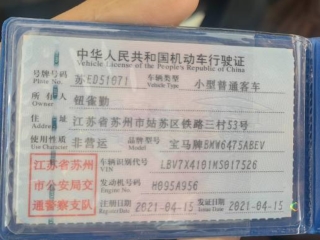 中华人民共和国机动车行驶证
Vehicle License of the People's Republic of China
号牌号码 苏ED51071 车辆类型 小型普通客车
Plate No. Vehicle Type
所有人 钮雀勤
Owner
住址 江苏省苏州市姑苏区铁路三村53号
Address
使用性质 非营运 品牌型号 宝马牌BMW6475ABEV
Use Character Model
江苏省苏州 车辆识别代号 LBV7X4101MS017526
VIN
市公安局交 发动机号码 H095A956
Engine No.
通警察支队 注册日期 2021-04-15 发证日期 2021-04-15
Register Date Issue Date